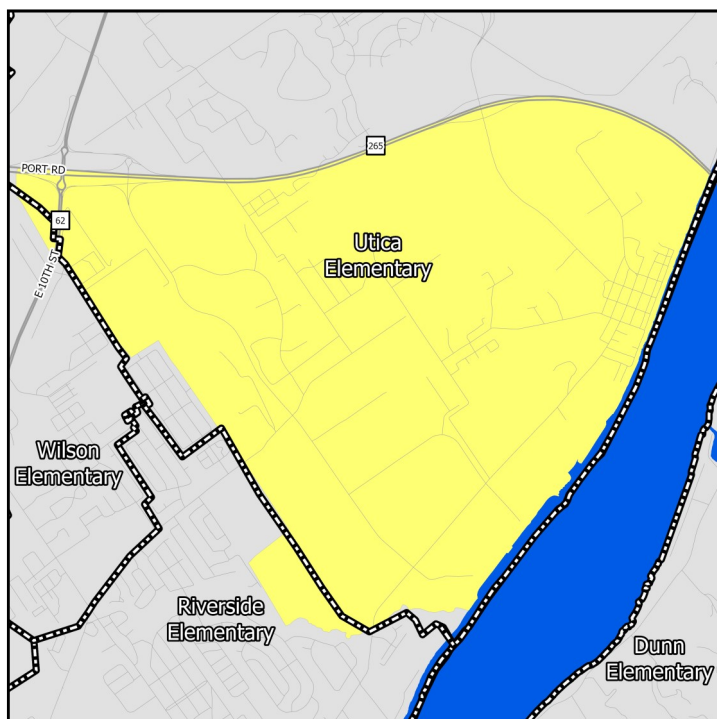 265
PORT RD
62
Utica
Elementary
E 10TH ST
Wilson
Elementary
Riverside
Elementary
Dunn
Elementary